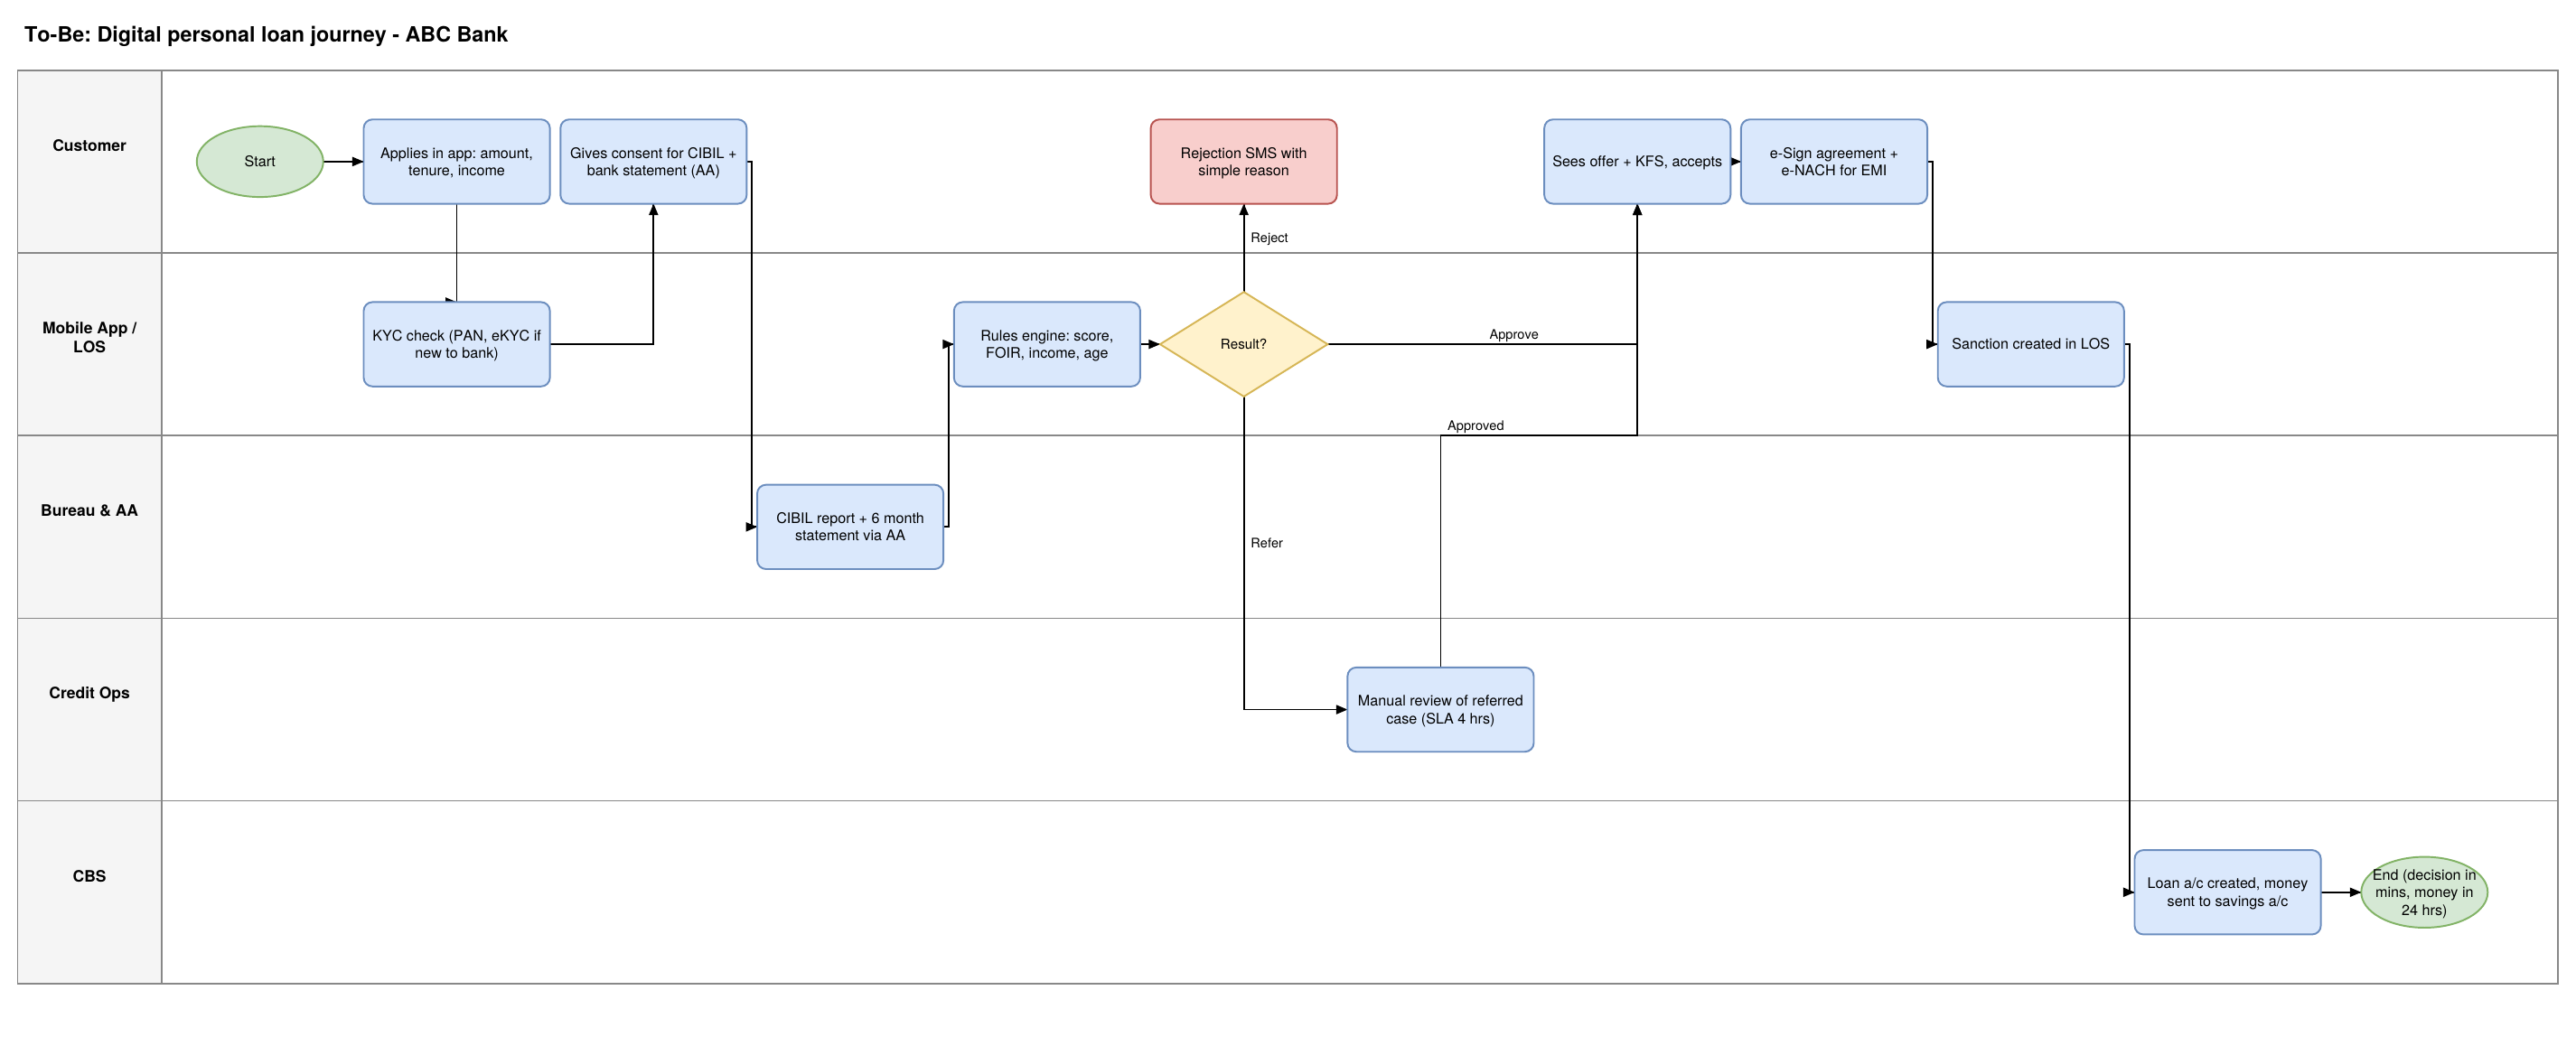 To-Be: Digital personal loan journey - ABC Bank
Customer
Start
Applies in app: amount,
tenure, income
Gives consent for CIBIL +
bank statement (AA)
Rejection SMS with
simple reason
Sees offer + KFS, accepts
e-Sign agreement +
e-NACH for EMI
Reject
Mobile App /
LOS
KYC check (PAN, eKYC if
new to bank)
Rules engine: score,
FOIR, income, age
Result?
Approve
Sanction created in LOS
Approved
Bureau & AA
CIBIL report + 6 month
statement via AA
Refer
Credit Ops
Manual review of referred
case (SLA 4 hrs)
CBS
Loan a/c created, money
sent to savings a/c
End (decision in
mins, money in
24 hrs)